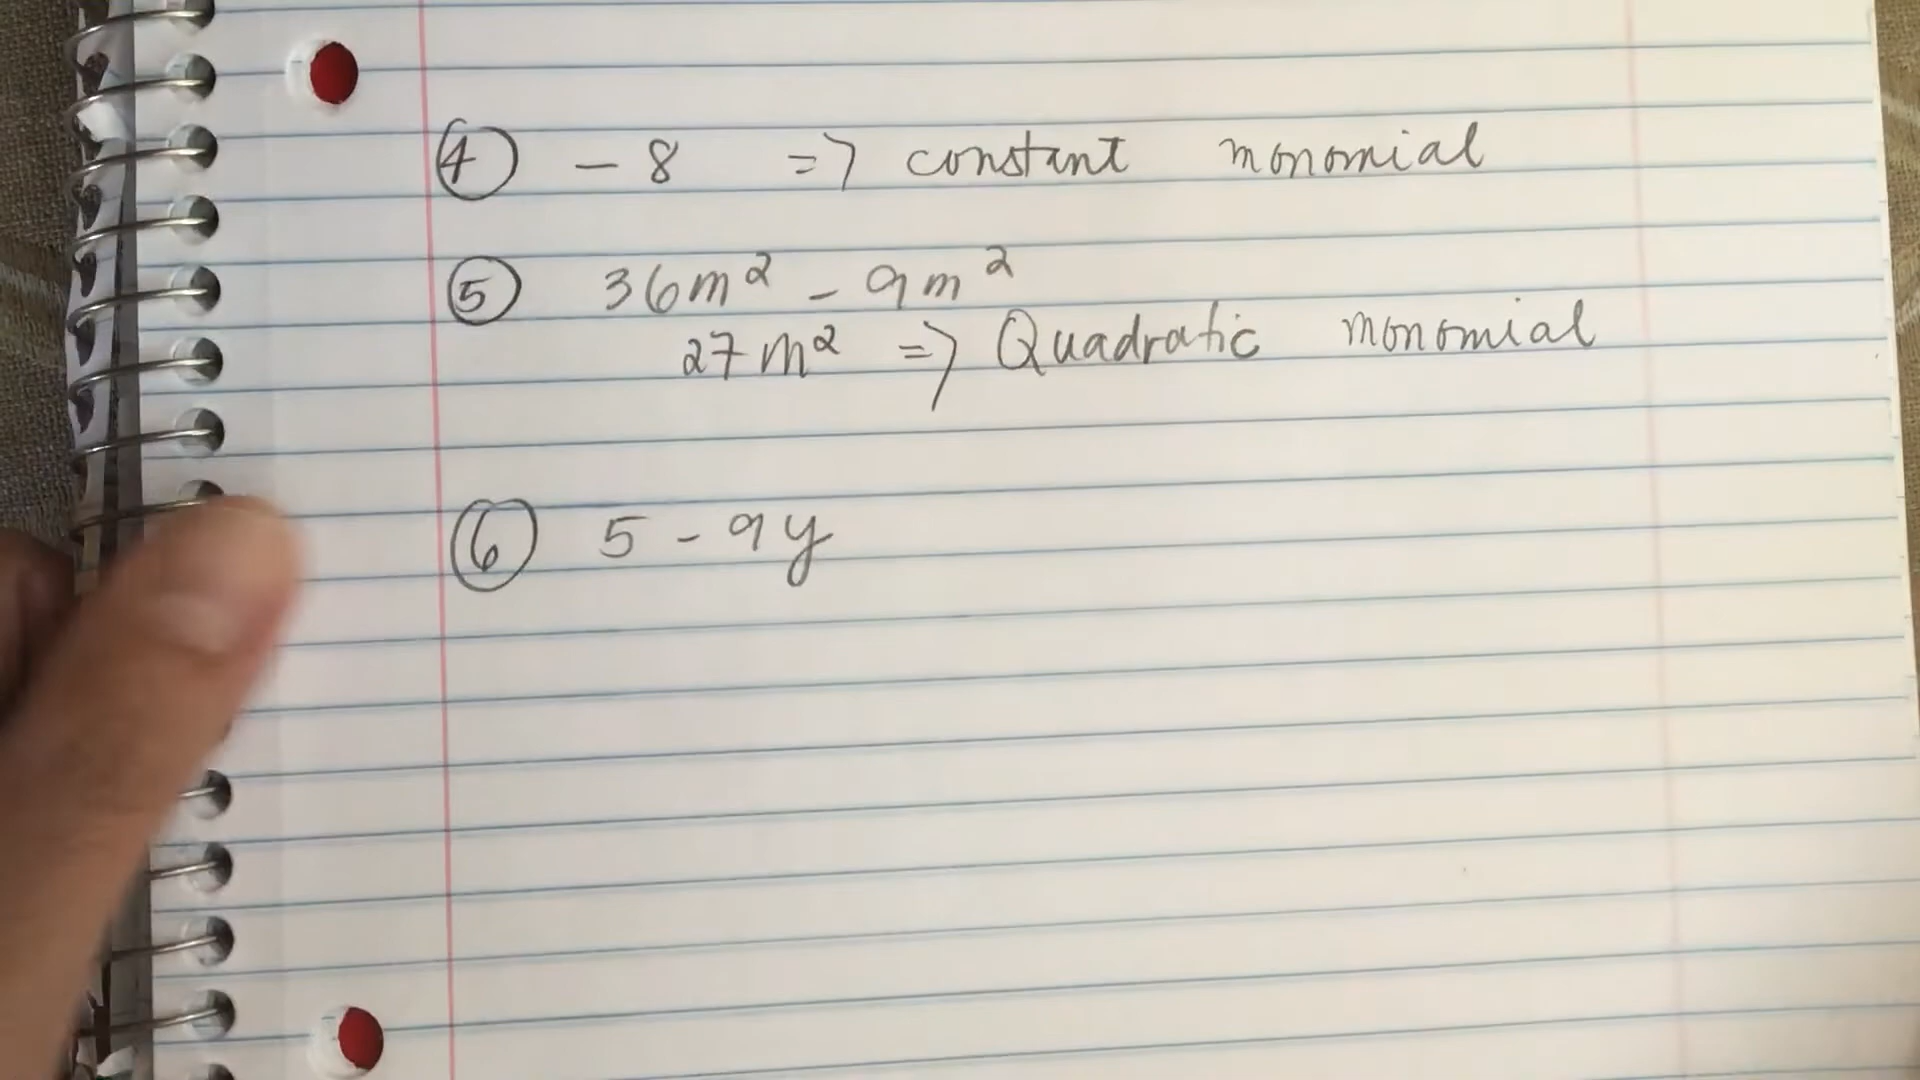 ④ - 8 => constant monomial
⑤ 36m² - 9m²
27m² => Quadratic monomial
⑥ 5 - 9y